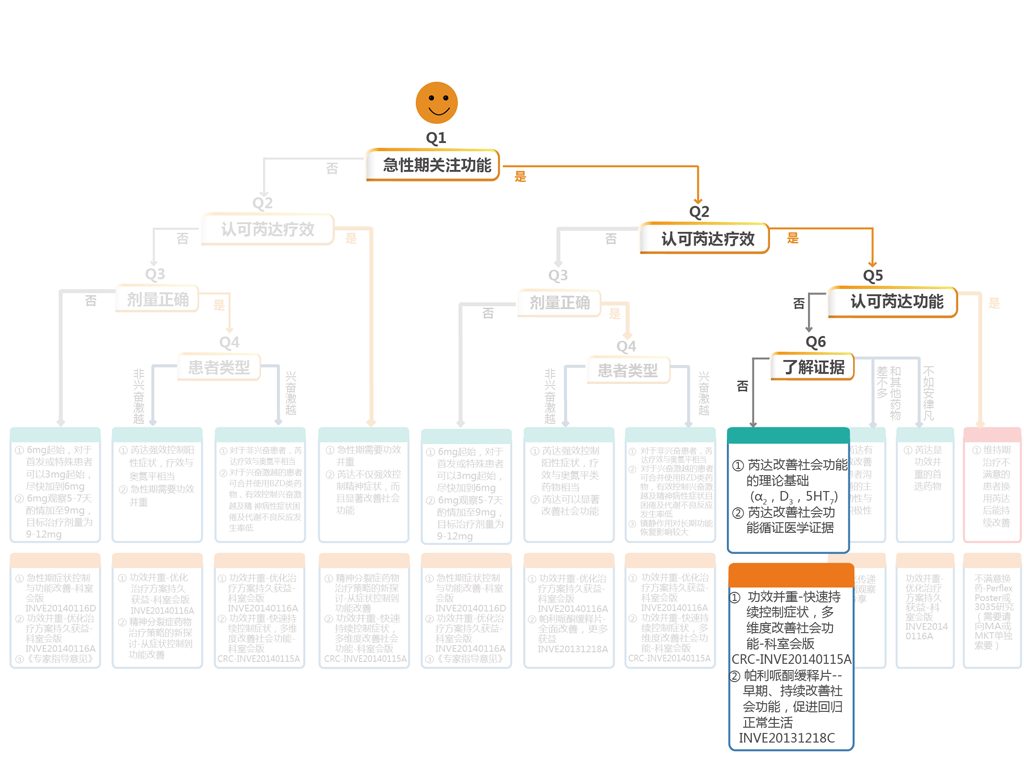 Q1
急性期关注功能
否
是
Q2
认可芮达疗效
否
是
Q2
认可芮达疗效
否
是
Q3
剂量正确
否
是
Q4
患者类型
非兴奋激越
兴奋激越
Q3
剂量正确
否
是
Q4
患者类型
非兴奋激越
兴奋激越
Q5
认可芮达功能
否
是
Q6
了解证据
否
和其他药物
差不多
不如安律凡
① 6mg起始，对于
首发或特殊患者
可以3mg起始，
尽快加到6mg
② 6mg观察5-7天
酌情加至9mg，
目标治疗剂量为
9-12mg
① 芮达强效控制阳
性症状，疗效与
奥氮平相当
② 急性期需要功效
并重
① 对于非兴奋患者，芮
达疗效与奥氮平相当
② 对于兴奋激越的患者
可合并使用BZD类药
物，有效控制兴奋激
越及精 神病性症状困
倦及代谢不良反应发
生率低
① 急性期需要功效
并重
② 芮达不仅强效控
制精神症状，而
且显著改善社会
功能
① 6mg起始，对于
首发或特殊患者
可以3mg起始，
尽快加到6mg
② 6mg观察5-7天
酌情加至9mg，
目标治疗剂量为
9-12mg
① 芮达强效控制
阳性症状，疗
效与奥氮平类
药物相当
② 芮达可以显著
改善社会功能
① 对于非兴奋患者，芮
达疗效与奥氮平相当
② 对于兴奋激越的患者
可合并使用BZD类药
物，有效控制兴奋激
越及精神病性症状目
困倦及代谢不良反应发
生率低
③ 镇静作用对长期功能
恢复影响较大
① 芮达改善社会功能
的理论基础
(α2，D3，5HT7)
② 芮达改善社会功
能循证医学证据
① 芮达是
功效并
重的首
选药物
① 维持期
治疗不
满意的
患者换
用芮达
后能持
续改善
① 急性期症状控制
与功能改善-科室
会版
INVE20140116D
② 功效并重-优化治
疗方案持久获益-
科室会版
INVE20140116A
③《专家指导意见》
① 功效并重-优化
治疗方案持久
获益-科室会版
INVE20140116A
② 精神分裂症药物
治疗策略的新探
讨-从症状控制到
功能改善
① 功效并重-优化治
疗方案持久获益-
科室会版
INVE20140116A
② 功效并重-快速持
续控制症状，多维
度改善社会功能-
科室会版
CRC-INVE20140115A
① 精神分裂症药物
治疗策略的新探
讨-从症状控制到
功能改善
② 功效并重-快速持
续控制症状，
多维度改善社会功
能-科室会版
CRC-INVE20140115A
① 急性期症状控制
与功能改善-科室
会版
INVE20140116D
② 功效并重-优化治
疗方案持久获益-
科室会版
INVE20140116A
③《专家指导意见》
① 功效并重-优化治
疗方案持久获益-
科室会版
INVE20140116A
② 帕利哌酮缓释片-
全面改善，更多
获益
INVE20131218A
① 功效并重-优化治
疗方案持久获益-
科室会版
INVE20140116A
② 功效并重-快速持
续控制症状，多
维度改善社会功
能-科室会版
CRC-INVE20140115A
① 功效并重-快速持
续控制症状，多
维度改善社会功
能-科室会版
CRC-INVE20140115A
② 帕利哌酮缓释片--
早期、持续改善社
会功能，促进回归
正常生活
INVE20131218C
功效并重-
优化治疗
方案持久
获益-科
室会版
INVE2014
0116A
不满意换
药-Perflex
Poster或
3035研究
（需要请
问MA或
MKT单独
索要）